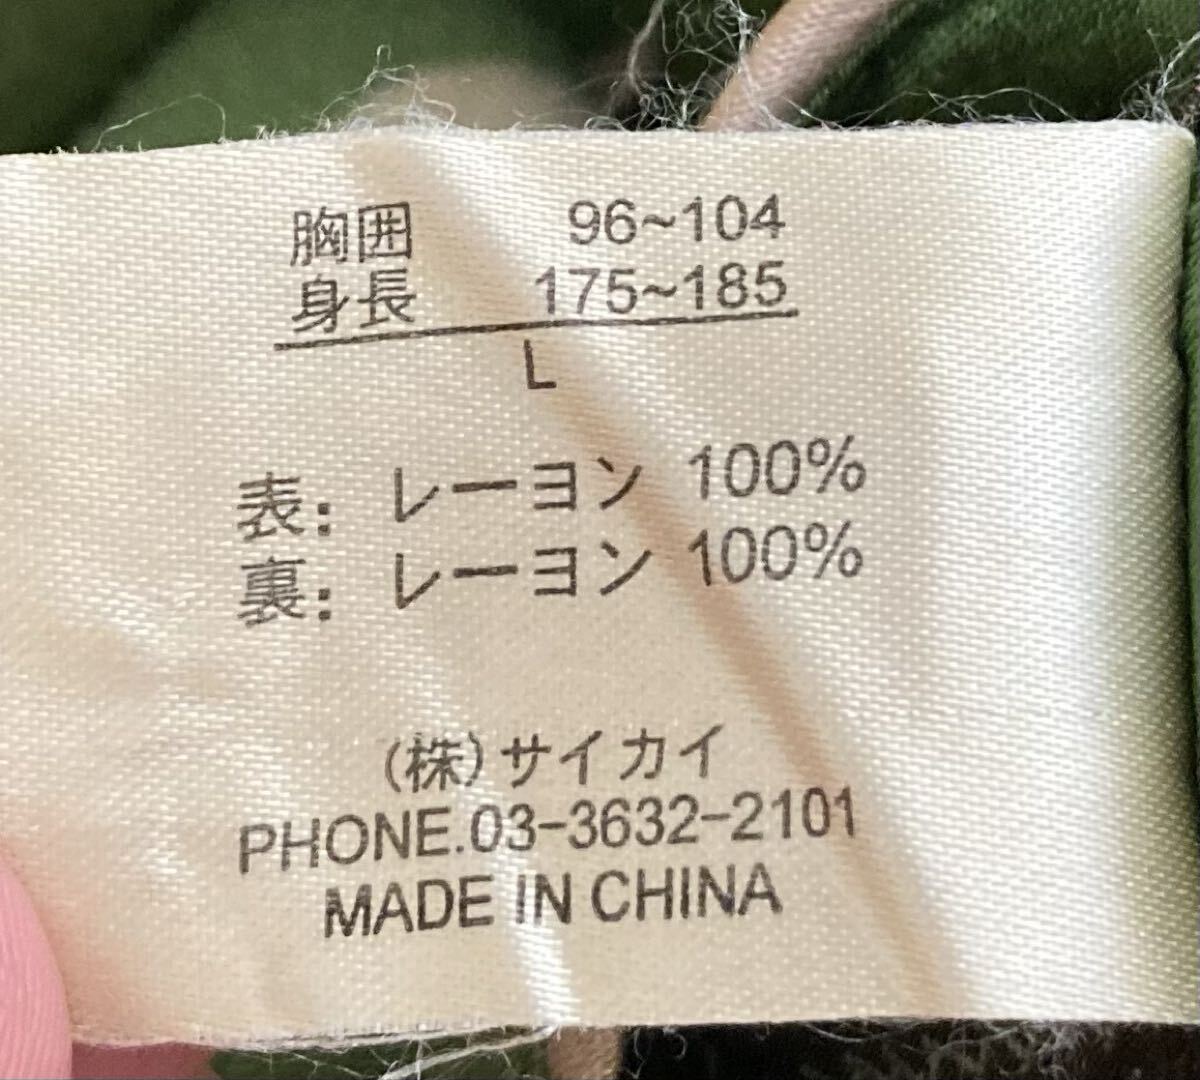 胸囲 96~104
身長 175~185
L
表: レーヨン 100%
裏: レーヨン 100%
(株)サイカイ
PHONE.03-3632-2101
MADE IN CHINA